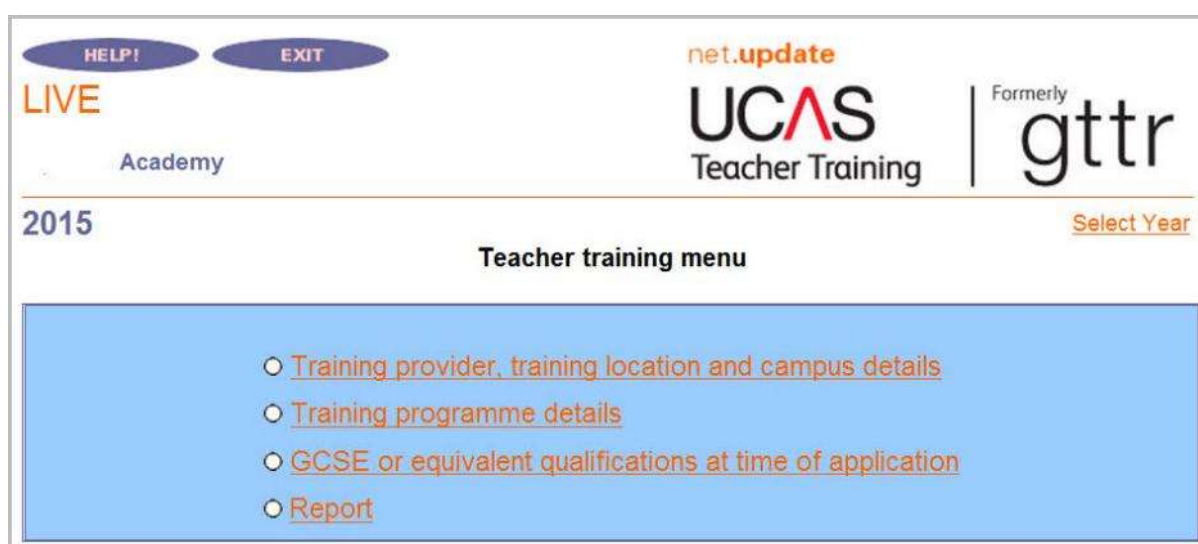 HELP! EXIT
net.update
LIVE
UCAS
Teacher Training
Formerly
gttr
Academy
2015
Select Year
Teacher training menu
Training provider, training location and campus details
Training programme details
GCSE or equivalent qualifications at time of application
Report